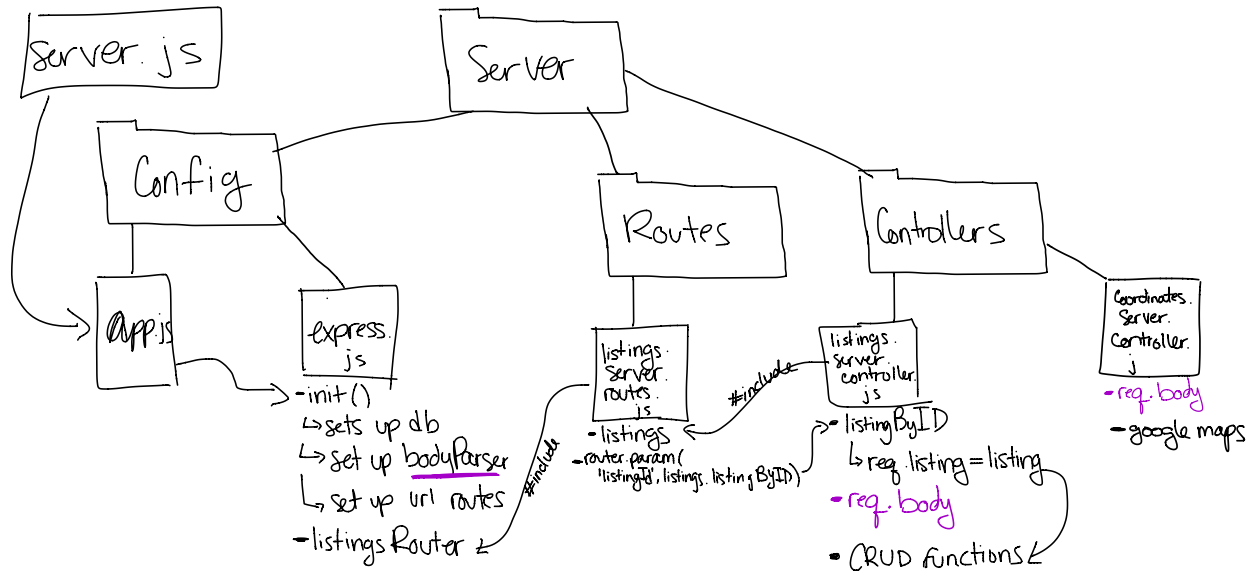 server.js
Server
Config
Routes
Controllers
app.js
express.
js
listings.
server.
routes.
js
listings.
server.
controller.
js
Coordinates.
Server.
Controller.
j
-init()
↳sets up db
↳set up bodyParser
↳set up url routes
-listingsRouter
#include
-listings
-router.param(
'listingId', listings.listingByID)
#include
-listingByID
↳req.listing=listing
-req.body
- CRUD functions
-req.body
-google maps